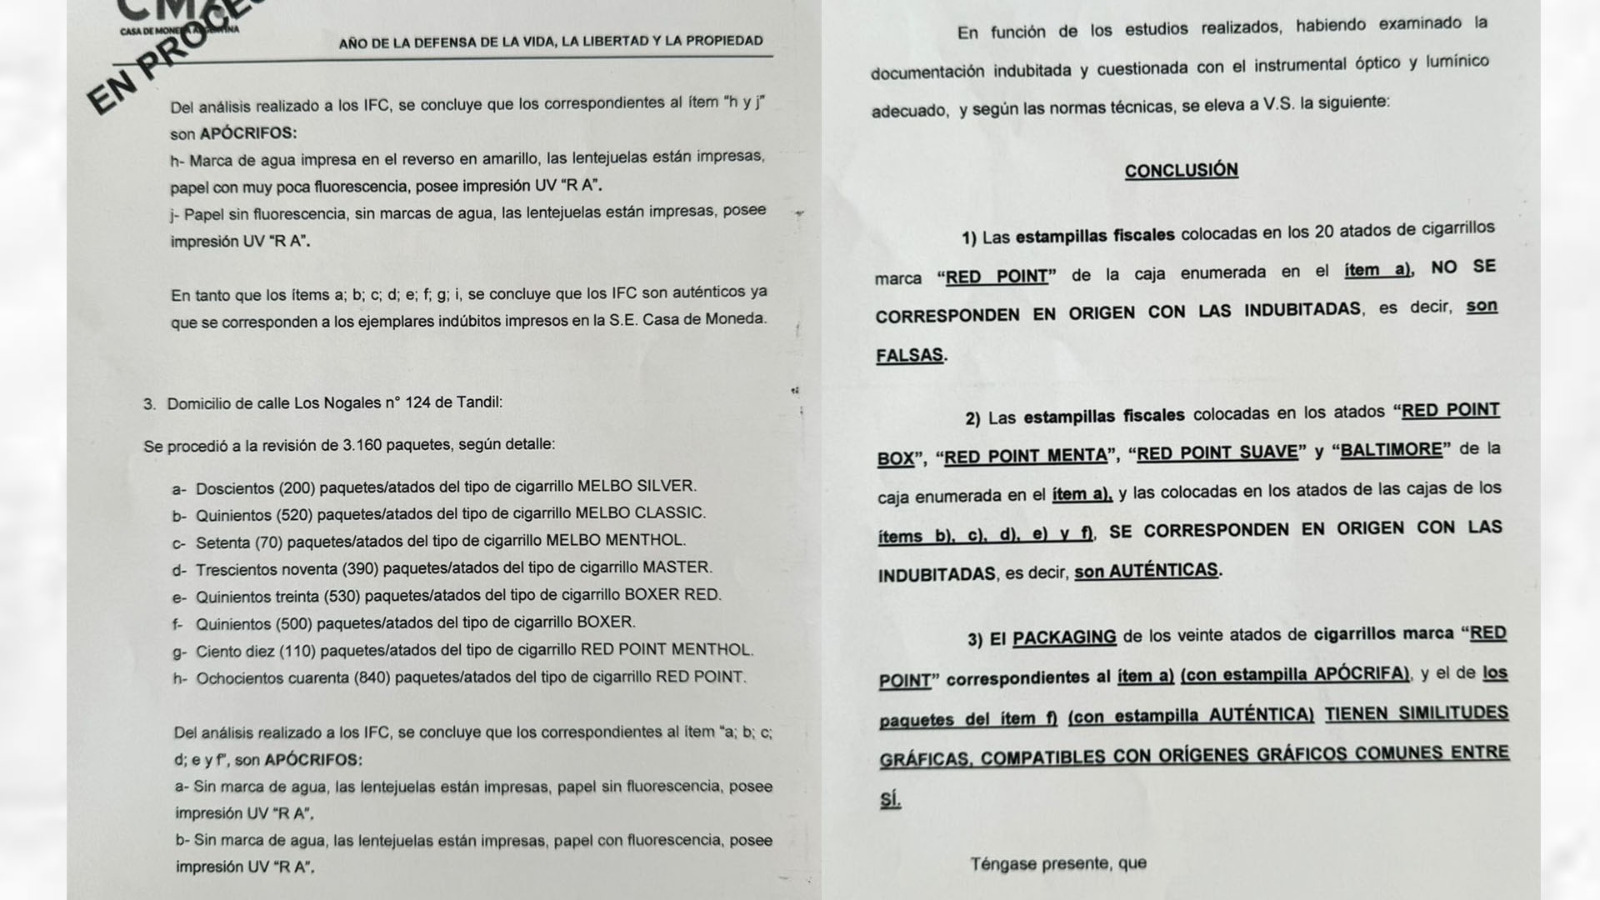 CASA DE MONEDA ARGENTINA
EN PROCES
AÑO DE LA DEFENSA DE LA VIDA, LA LIBERTAD Y LA PROPIEDAD
Del análisis realizado a los IFC, se concluye que los correspondientes al ítem “h y j”
son APÓCRIFOS:
h- Marca de agua impresa en el reverso en amarillo, las lentejuelas están impresas,
papel con muy poca fluorescencia, posee impresión UV “R A”.
j- Papel sin fluorescencia, sin marcas de agua, las lentejuelas están impresas, posee
impresión UV “R A”.
En tanto que los ítems a; b; c; d; e; f; g; i, se concluye que los IFC son auténticos ya
que se corresponden a los ejemplares indúbitos impresos en la S.E. Casa de Moneda.
3. Domicilio de calle Los Nogales n° 124 de Tandil:
Se procedió a la revisión de 3.160 paquetes, según detalle:
a- Doscientos (200) paquetes/atados del tipo de cigarrillo MELBO SILVER.
b- Quinientos (520) paquetes/atados del tipo de cigarrillo MELBO CLASSIC.
c- Setenta (70) paquetes/atados del tipo de cigarrillo MELBO MENTHOL.
d- Trescientos noventa (390) paquetes/atados del tipo de cigarrillo MASTER.
e- Quinientos treinta (530) paquetes/atados del tipo de cigarrillo BOXER RED.
f- Quinientos (500) paquetes/atados del tipo de cigarrillo BOXER.
g- Ciento diez (110) paquetes/atados del tipo de cigarrillo RED POINT MENTHOL.
h- Ochocientos cuarenta (840) paquetes/atados del tipo de cigarrillo RED POINT.
Del análisis realizado a los IFC, se concluye que los correspondientes al ítem “a; b; c;
d; e y f”, son APÓCRIFOS:
a- Sin marca de agua, las lentejuelas están impresas, papel sin fluorescencia, posee
impresión UV “R A”.
b- Sin marca de agua, las lentejuelas están impresas, papel con fluorescencia, posee
impresión UV “R A”.
En función de los estudios realizados, habiendo examinado la
documentación indubitada y cuestionada con el instrumental óptico y lumínico
adecuado, y según las normas técnicas, se eleva a V.S. la siguiente:
CONCLUSIÓN
1) Las estampillas fiscales colocadas en los 20 atados de cigarrillos
marca “RED POINT” de la caja enumerada en el ítem a), NO SE
CORRESPONDEN EN ORIGEN CON LAS INDUBITADAS, es decir, son
FALSAS.
2) Las estampillas fiscales colocadas en los atados “RED POINT
BOX”, “RED POINT MENTA”, “RED POINT SUAVE” y “BALTIMORE” de la
caja enumerada en el ítem a), y las colocadas en los atados de las cajas de los
ítems b), c), d), e) y f), SE CORRESPONDEN EN ORIGEN CON LAS
INDUBITADAS, es decir, son AUTÉNTICAS.
3) El PACKAGING de los veinte atados de cigarrillos marca “RED
POINT” correspondientes al ítem a) (con estampilla APÓCRIFA), y el de los
paquetes del ítem f) (con estampilla AUTÉNTICA) TIENEN SIMILITUDES
GRÁFICAS, COMPATIBLES CON ORÍGENES GRÁFICOS COMUNES ENTRE
SÍ.
Téngase presente, que